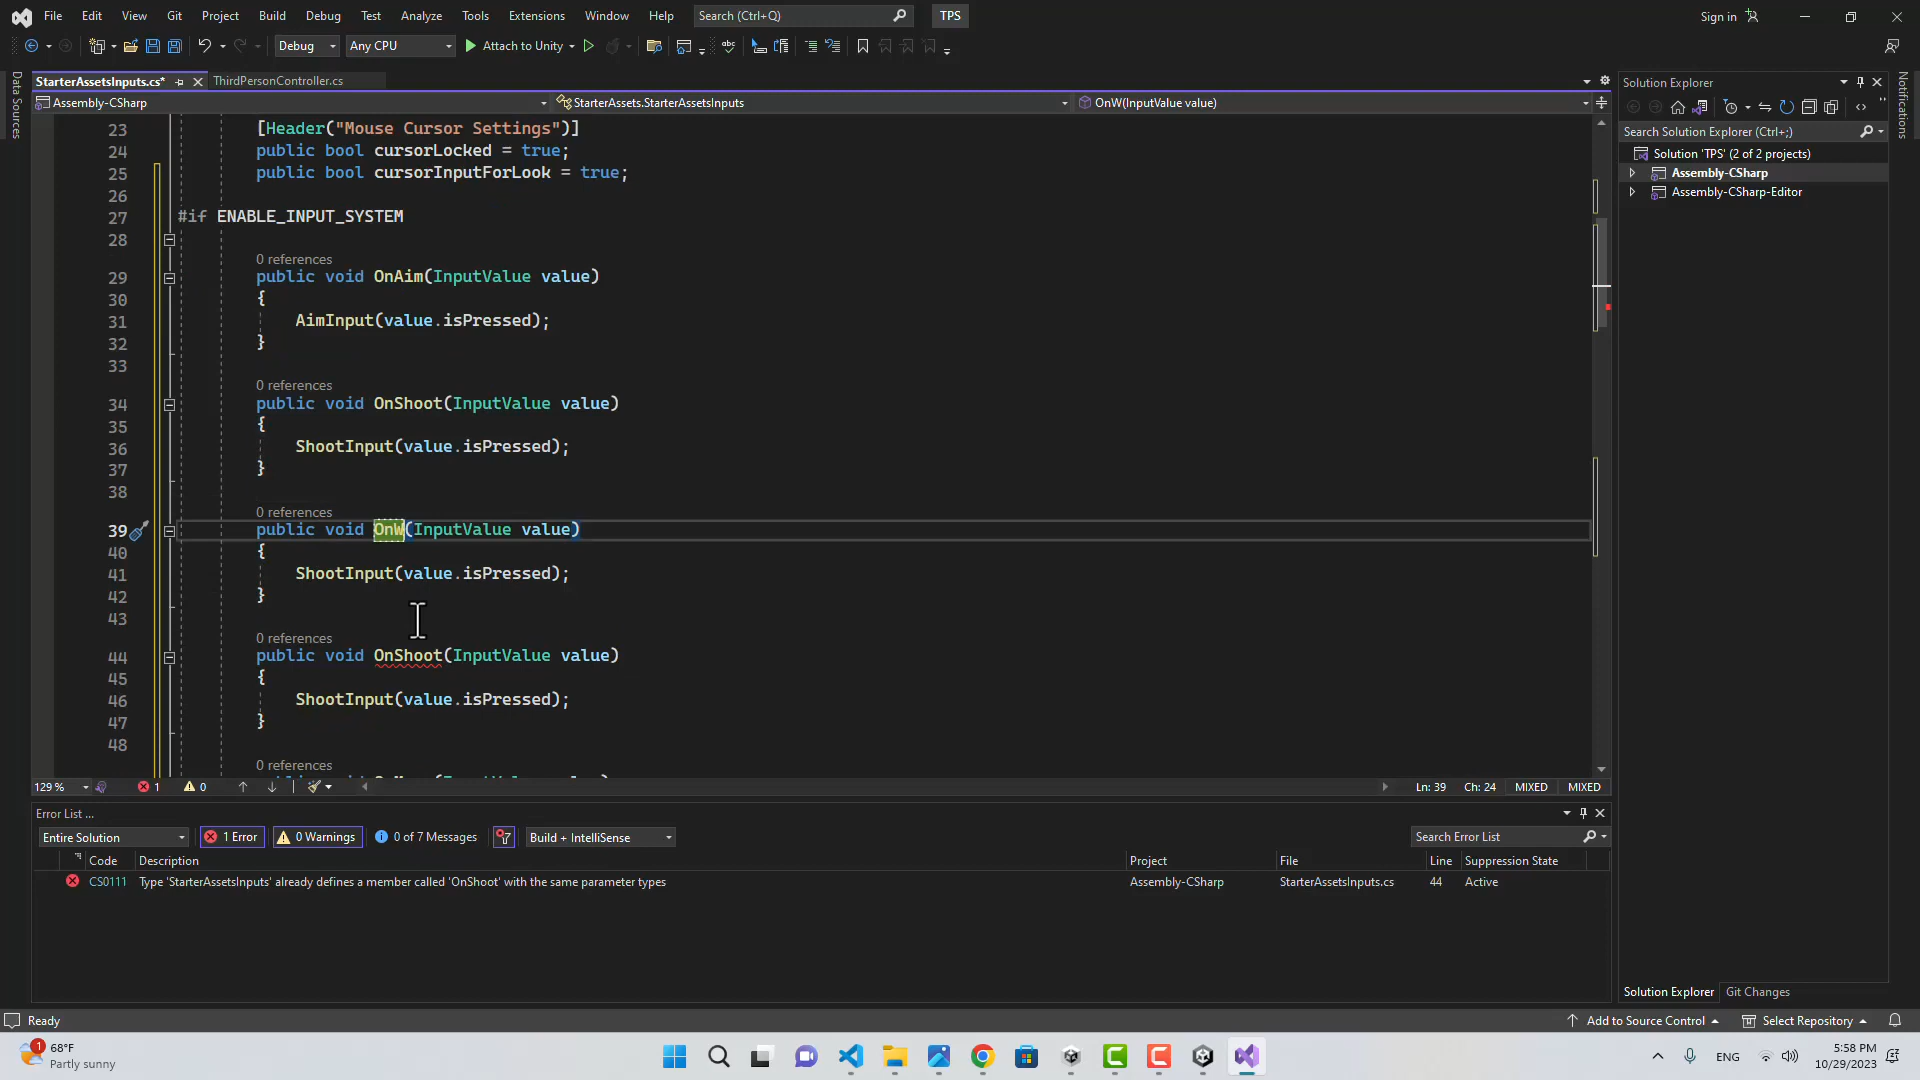 File Edit View Git Project Build Debug Test Analyze Tools Extensions Window Help Search (Ctrl+Q) TPS Sign in
Debug Any CPU Attach to Unity
StarterAssetsInputs.cs* ThirdPersonController.cs
Assembly-CSharp StarterAssets.StarterAssetsInputs OnW(InputValue value)
Data Sources
23 [Header("Mouse Cursor Settings")]
24 public bool cursorLocked = true;
25 public bool cursorInputForLook = true;
26
27 #if ENABLE_INPUT_SYSTEM
28
0 references
29 public void OnAim(InputValue value)
30 {
31 AimInput(value.isPressed);
32 }
33
0 references
34 public void OnShoot(InputValue value)
35 {
36 ShootInput(value.isPressed);
37 }
38
0 references
39 public void OnW(InputValue value)
40 {
41 ShootInput(value.isPressed);
42 }
43
0 references
44 public void OnShoot(InputValue value)
45 {
46 ShootInput(value.isPressed);
47 }
48
0 references
129 % 1 0 Ln: 39 Ch: 24 MIXED MIXED
Error List ...
Entire Solution 1 Error 0 Warnings 0 of 7 Messages Build + IntelliSense Search Error List
Code Description Project File Line Suppression State
CS0111 Type 'StarterAssetsInputs' already defines a member called 'OnShoot' with the same parameter types Assembly-CSharp StarterAssetsInputs.cs 44 Active
Solution Explorer
Search Solution Explorer (Ctrl+;)
Solution 'TPS' (2 of 2 projects)
Assembly-CSharp
Assembly-CSharp-Editor
Notifications
Solution Explorer Git Changes
Ready Add to Source Control Select Repository
1 68°F
Partly sunny
ENG
5:58 PM
10/29/2023